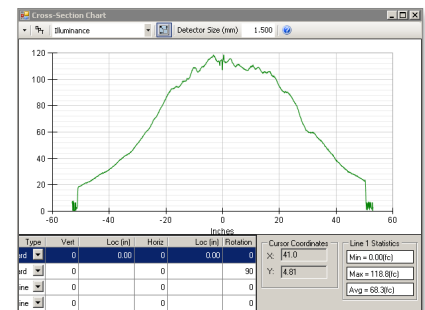 Cross-Section Chart
Illuminance Detector Size (mm) 1.500
120
100
80
60
40
20
0
-60 -40 -20 0 20 40 60
Inches
Type Vert Loc (in) Horiz Loc (in) Rotation
ard 0 0.00 0 0.00 0
ard 0 0 90
ine 0 0 0
ine 0 0 0
Cursor Coordinates
X: 41.0
Y: 4.81
Line 1 Statistics
Min = 0.00(fc)
Max = 118.8(fc)
Avg = 68.3(fc)